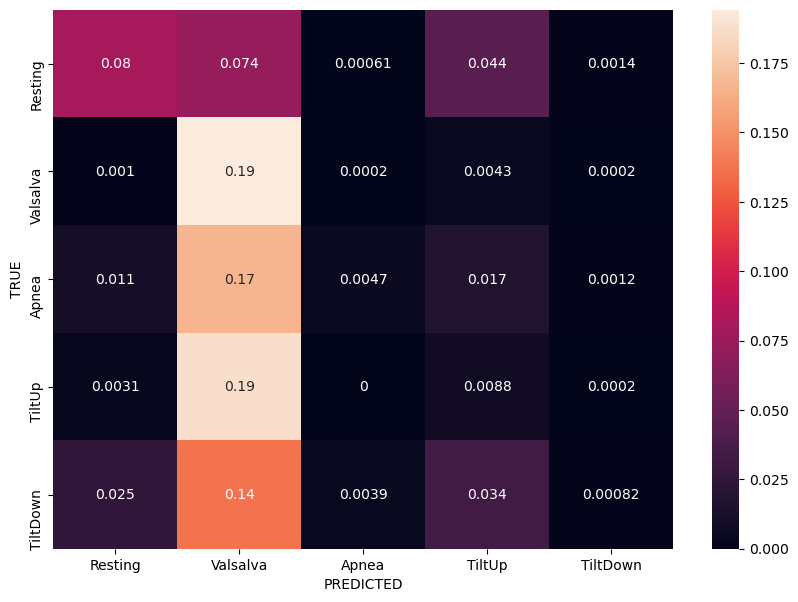 Resting 0.08 0.074 0.00061 0.044 0.0014
Valsalva 0.001 0.19 0.0002 0.0043 0.0002
Apnea 0.011 0.17 0.0047 0.017 0.0012
TiltUp 0.0031 0.19 0 0.0088 0.0002
TiltDown 0.025 0.14 0.0039 0.034 0.00082
TRUE
Resting Valsalva Apnea TiltUp TiltDown
PREDICTED
0.175
0.150
0.125
0.100
0.075
0.050
0.025
0.000